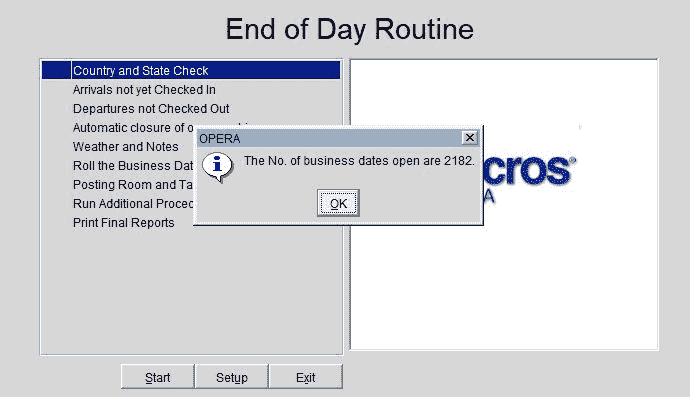 End of Day Routine
Country and State Check
Arrivals not yet Checked In
Departures not Checked Out
Automatic closure of
Weather and Notes
Roll the Business Dat
Posting Room and Ta
Run Additional Proced
Print Final Reports
OPERA
The No. of business dates open are 2182.
OK
cros®
A
Start Setup Exit